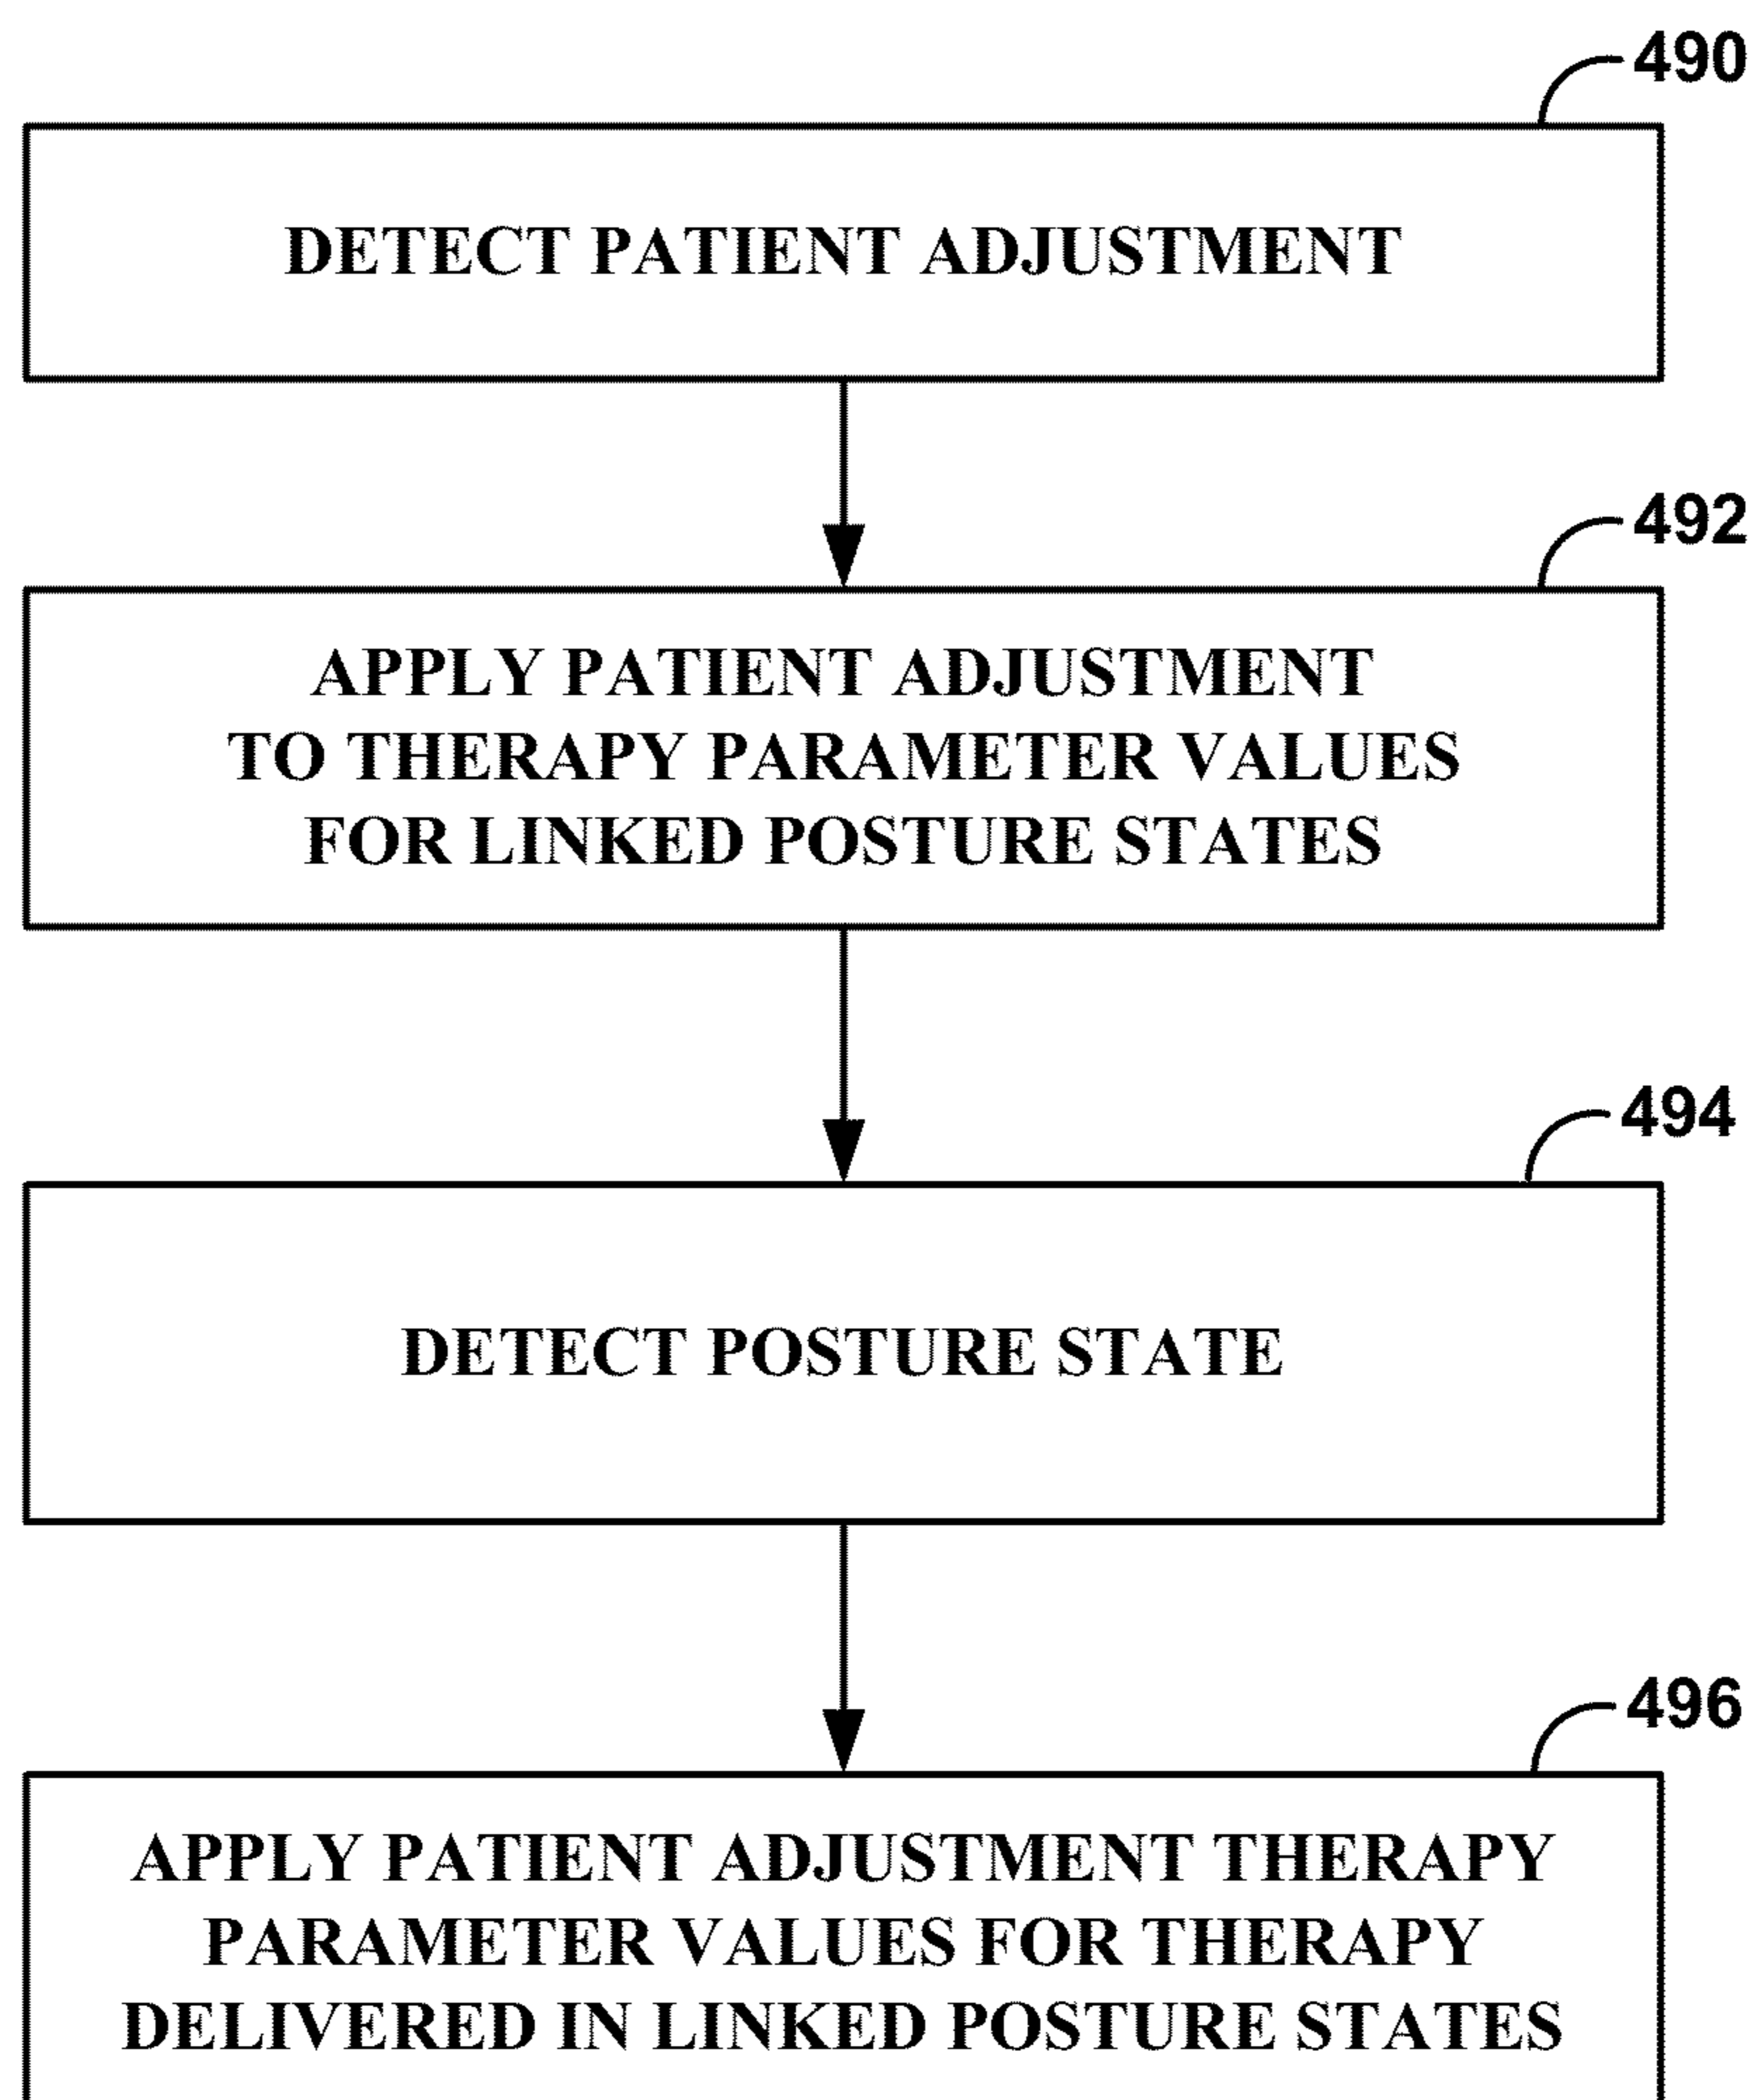 490
DETECT PATIENT ADJUSTMENT
492
APPLY PATIENT ADJUSTMENT
TO THERAPY PARAMETER VALUES
FOR LINKED POSTURE STATES
494
DETECT POSTURE STATE
496
APPLY PATIENT ADJUSTMENT THERAPY
PARAMETER VALUES FOR THERAPY
DELIVERED IN LINKED POSTURE STATES